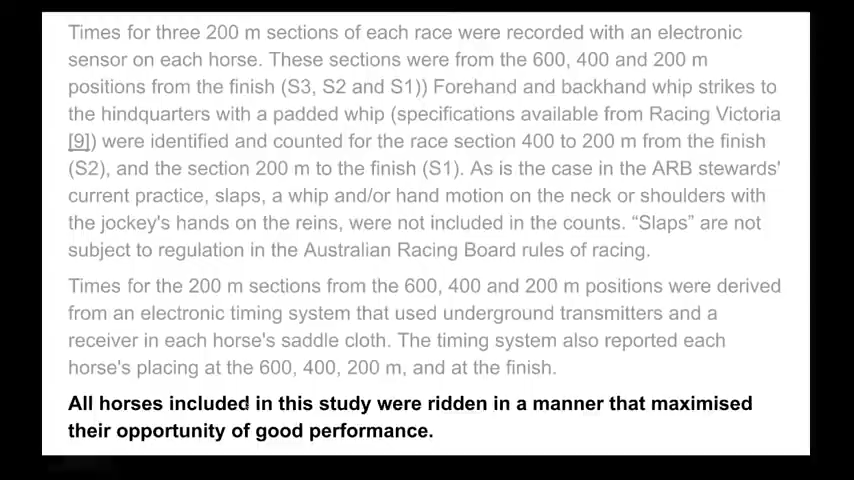 Times for three 200 m sections of each race were recorded with an electronic
sensor on each horse. These sections were from the 600, 400 and 200 m
positions from the finish (S3, S2 and S1)) Forehand and backhand whip strikes to
the hindquarters with a padded whip (specifications available from Racing Victoria
[9]) were identified and counted for the race section 400 to 200 m from the finish
(S2), and the section 200 m to the finish (S1). As is the case in the ARB stewards'
current practice, slaps, a whip and/or hand motion on the neck or shoulders with
the jockey's hands on the reins, were not included in the counts. “Slaps” are not
subject to regulation in the Australian Racing Board rules of racing.
Times for the 200 m sections from the 600, 400 and 200 m positions were derived
from an electronic timing system that used underground transmitters and a
receiver in each horse's saddle cloth. The timing system also reported each
horse's placing at the 600, 400, 200 m, and at the finish.
All horses included in this study were ridden in a manner that maximised
their opportunity of good performance.